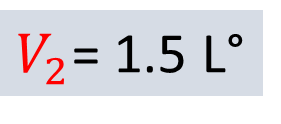 V₂ = 1.5 L°